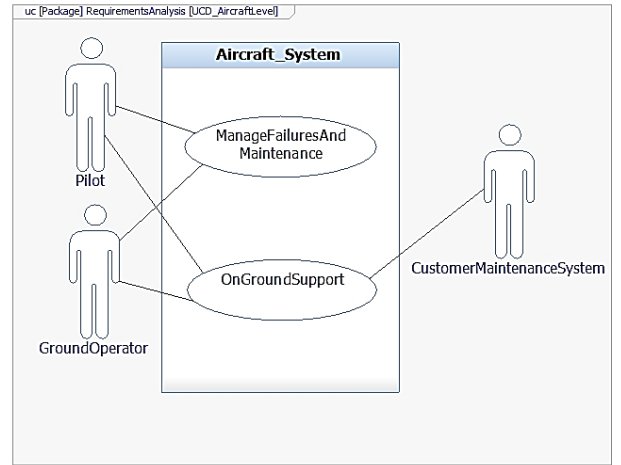 uc [Package] RequirementsAnalysis [UCD_AircraftLevel]
Aircraft_System
ManageFailuresAnd
Maintenance
Pilot
OnGroundSupport
CustomerMaintenanceSystem
GroundOperator